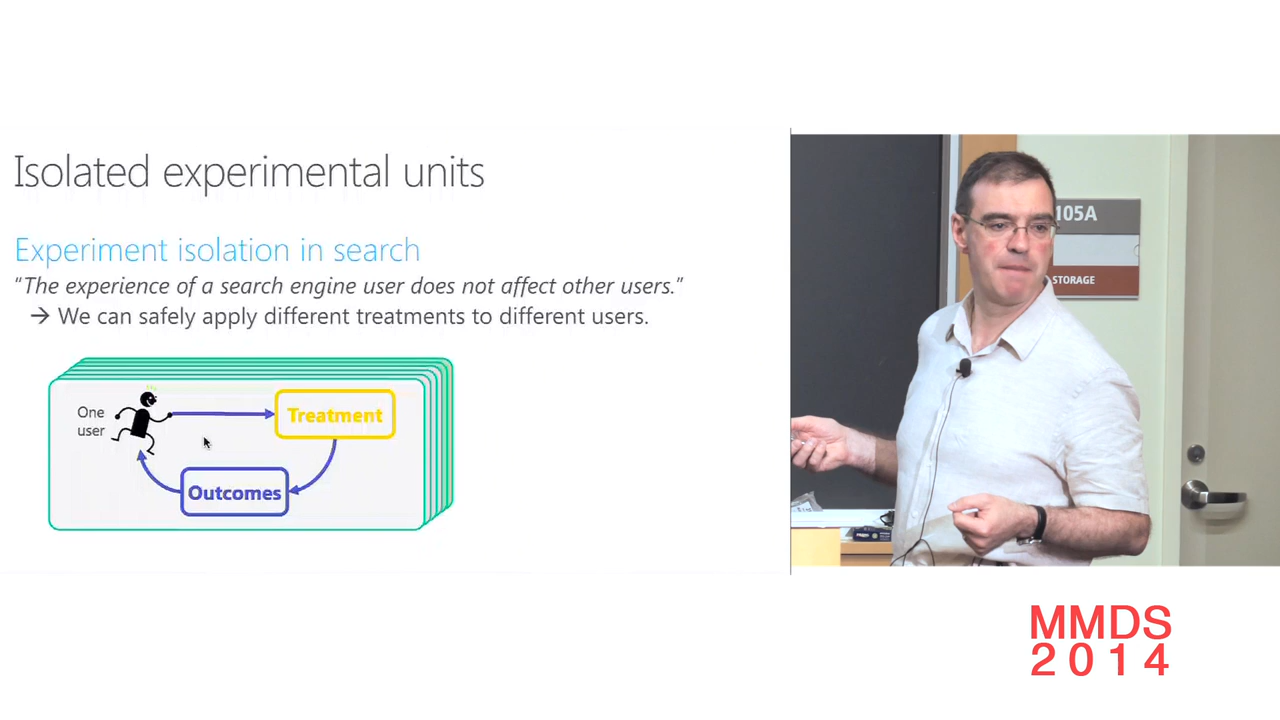 Isolated experimental units
Experiment isolation in search
“The experience of a search engine user does not affect other users.”
→ We can safely apply different treatments to different users.
One
user
Treatment
Outcomes
105A
STORAGE
MMDS
2014